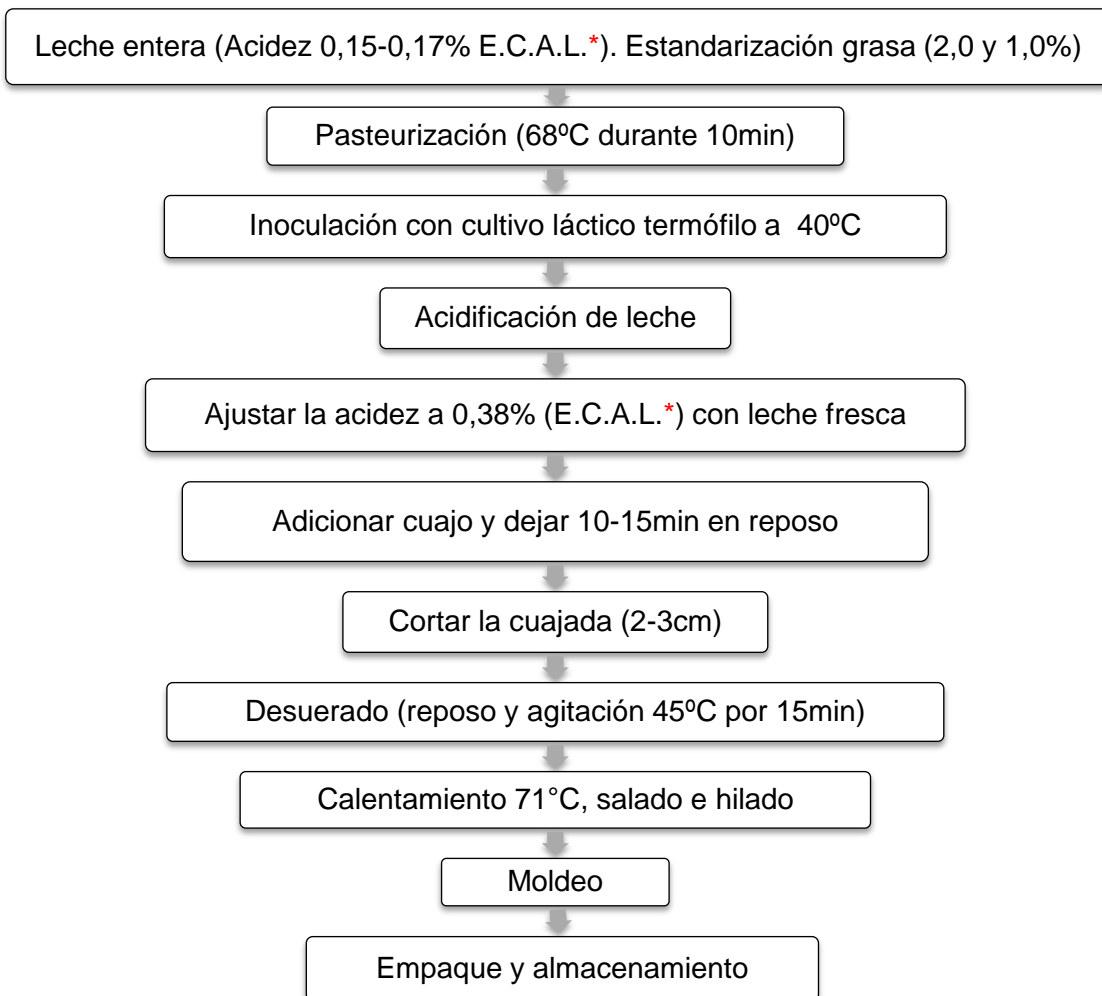 Leche entera (Acidez 0,15-0,17% E.C.A.L.*). Estandarización grasa (2,0 y 1,0%)
Pasteurización (68ºC durante 10min)
Inoculación con cultivo láctico termófilo a 40ºC
Acidificación de leche
Ajustar la acidez a 0,38% (E.C.A.L.*) con leche fresca
Adicionar cuajo y dejar 10-15min en reposo
Cortar la cuajada (2-3cm)
Desuerado (reposo y agitación 45ºC por 15min)
Calentamiento 71°C, salado e hilado
Moldeo
Empaque y almacenamiento